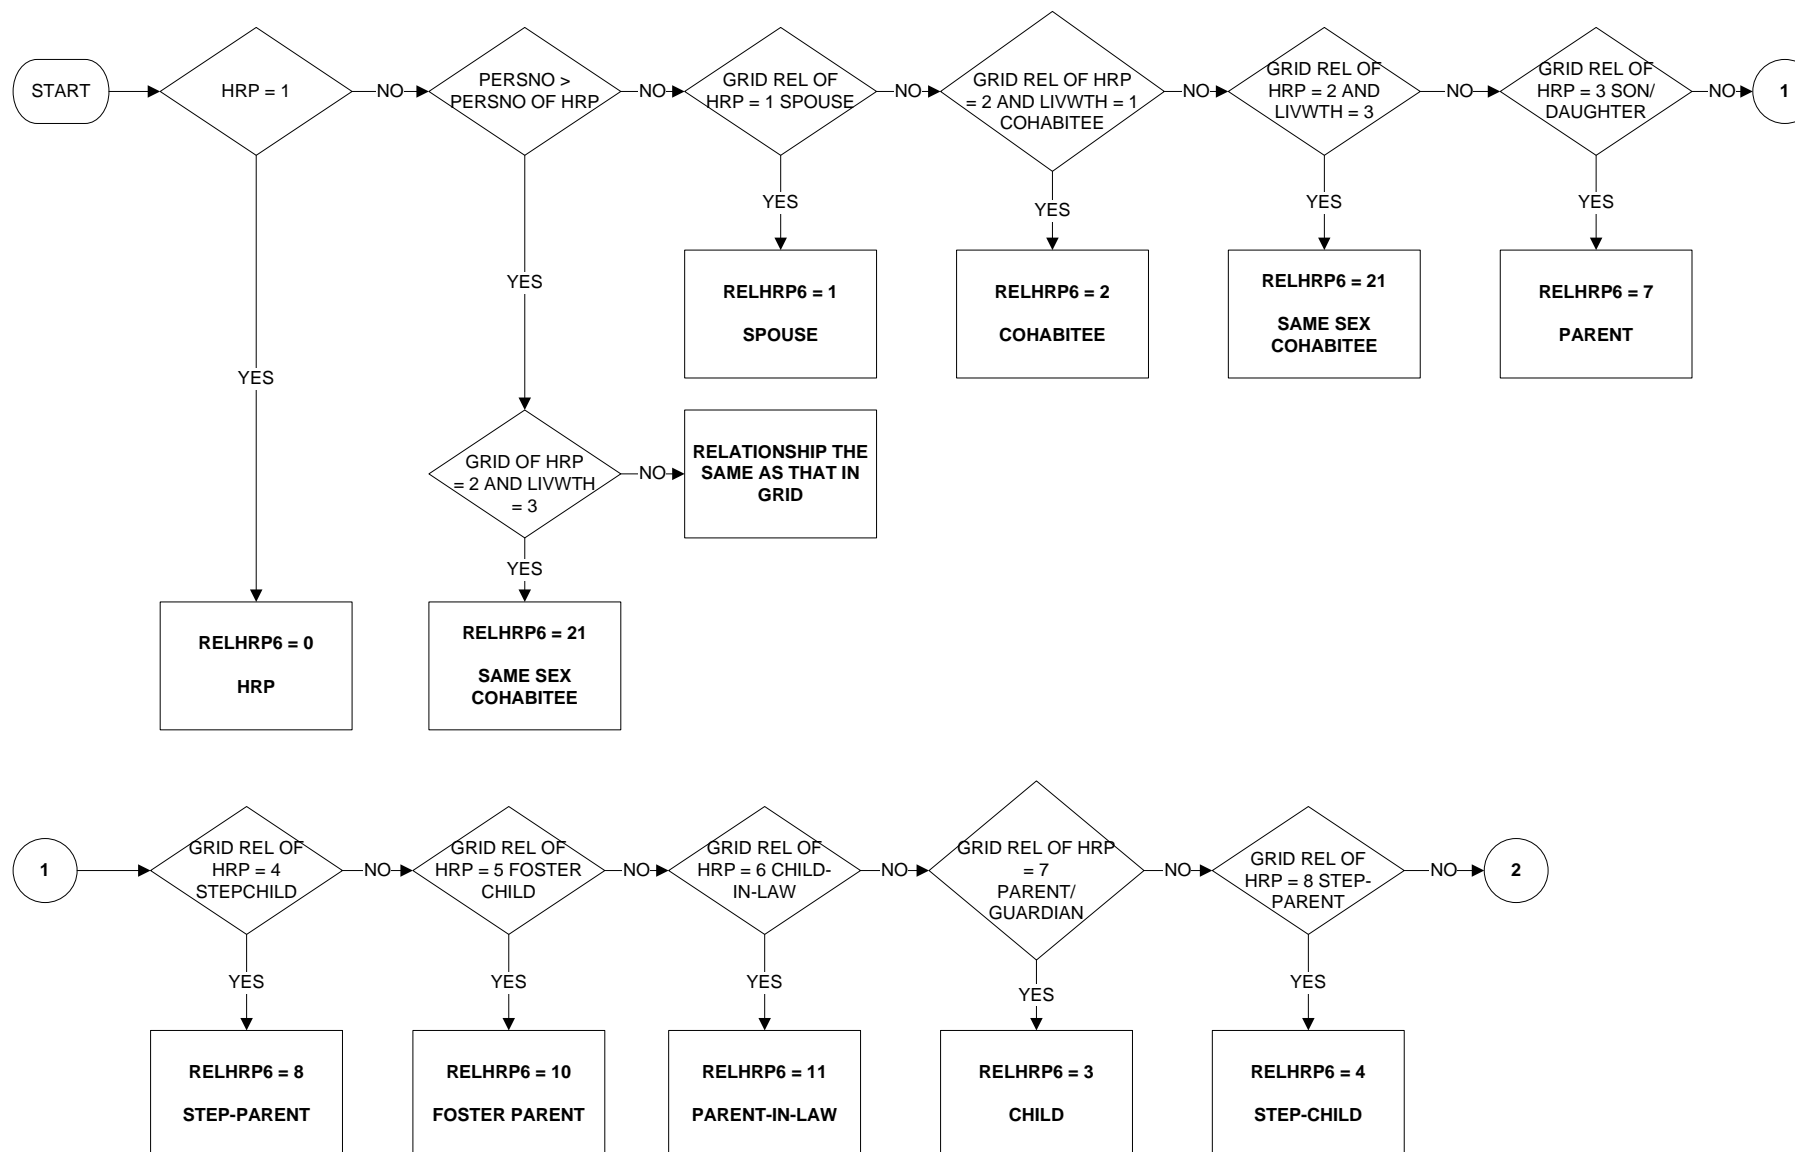 START
HRP = 1
NO
PERSNO >
PERSNO OF HRP
NO
GRID REL OF
HRP = 1 SPOUSE
NO
GRID REL OF HRP
= 2 AND LIVWTH = 1
COHABITEE
NO
GRID REL OF
HRP = 2 AND
LIVWTH = 3
NO
GRID REL OF
HRP = 3 SON/
DAUGHTER
NO
1
YES
YES
YES
YES
YES
YES
RELHRP6 = 1
SPOUSE
RELHRP6 = 2
COHABITEE
RELHRP6 = 21
SAME SEX
COHABITEE
RELHRP6 = 7
PARENT
GRID OF HRP
= 2 AND LIVWTH
= 3
NO
RELATIONSHIP THE
SAME AS THAT IN
GRID
YES
RELHRP6 = 0
HRP
RELHRP6 = 21
SAME SEX
COHABITEE
1
GRID REL OF
HRP = 4
STEPCHILD
NO
GRID REL OF
HRP = 5 FOSTER
CHILD
NO
GRID REL OF
HRP = 6 CHILD-
IN-LAW
NO
GRID REL OF HRP
= 7
PARENT/
GUARDIAN
NO
GRID REL OF
HRP = 8 STEP-
PARENT
NO
2
YES
YES
YES
YES
YES
RELHRP6 = 8
STEP-PARENT
RELHRP6 = 10
FOSTER PARENT
RELHRP6 = 11
PARENT-IN-LAW
RELHRP6 = 3
CHILD
RELHRP6 = 4
STEP-CHILD